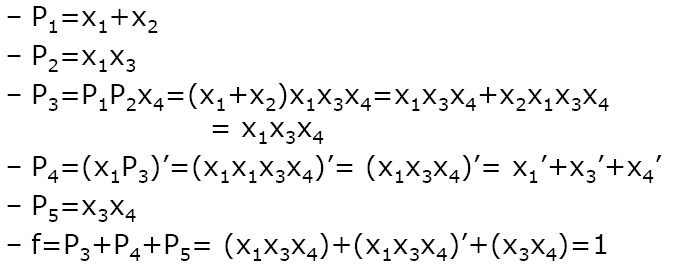 – P₁=x₁+x₂
– P₂=x₁x₃
– P₃=P₁P₂x₄=(x₁+x₂)x₁x₃x₄=x₁x₃x₄+x₂x₁x₃x₄
= x₁x₃x₄
– P₄=(x₁P₃)′=(x₁x₁x₃x₄)′= (x₁x₃x₄)′= x₁′+x₃′+x₄′
– P₅=x₃x₄
– f=P₃+P₄+P₅= (x₁x₃x₄)+(x₁x₃x₄)′+(x₃x₄)=1